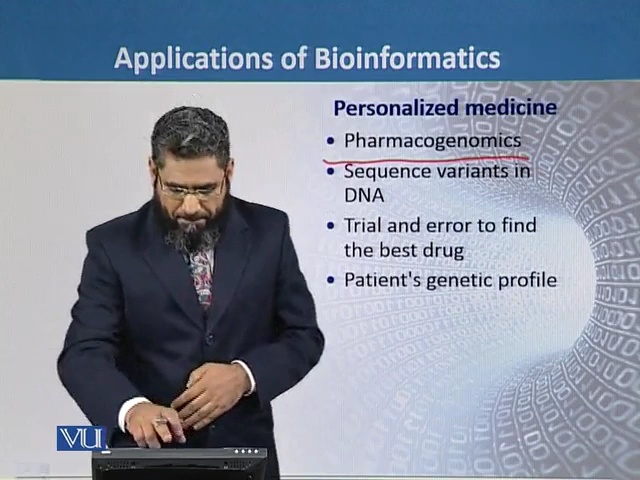 Applications of Bioinformatics
Personalized medicine
• Pharmacogenomics
• Sequence variants in
DNA
• Trial and error to find
the best drug
• Patient's genetic profile
VU